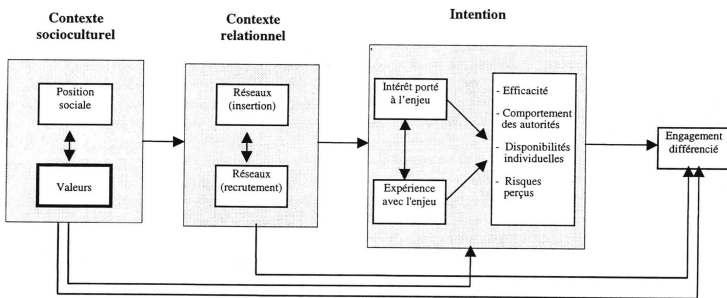 Contexte
socioculturel
Contexte
relationnel
Intention
Position
sociale
Valeurs
Réseaux
(insertion)
Réseaux
(recrutement)
Intérêt porté
à l'enjeu
Expérience
avec l'enjeu
- Efficacité
- Comportement
des autorités
- Disponibilités
individuelles
- Risques
perçus
Engagement
différencié